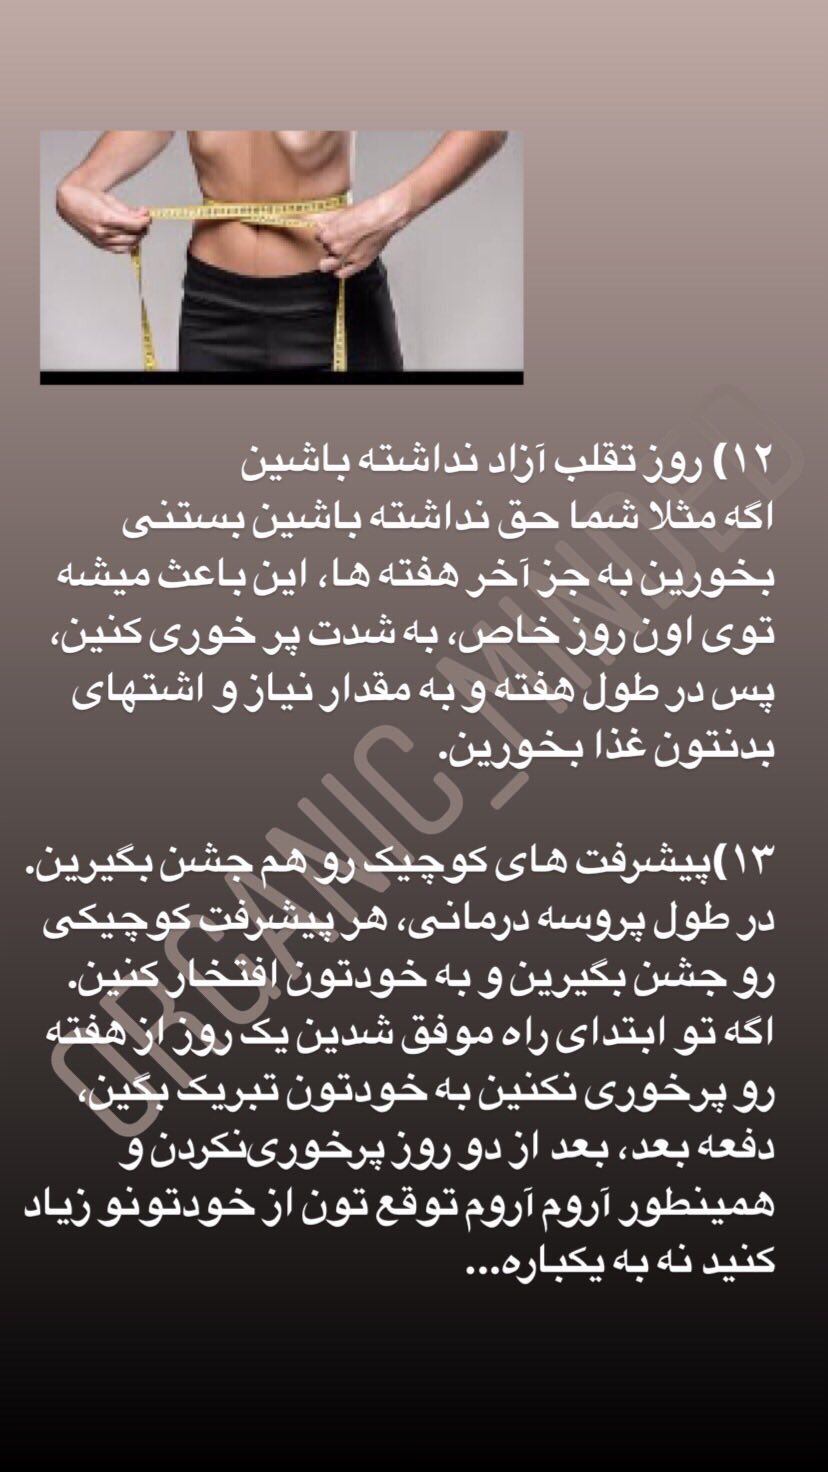 ۱۲) روز تقلب آزاد نداشته باشین
اگه مثلا شما حق نداشته باشین بستنی
بخورین به جز آخر هفته ها، این باعث میشه
توی اون روز خاص، به شدت پر خوری کنین،
پس در طول هفته و به مقدار نیاز و اشتهای
بدنتون غذا بخورین.
۱۳)پیشرفت های کوچیک رو هم جشن بگیرین.
در طول پروسه درمانی، هر پیشرفت کوچیکی
رو جشن بگیرین و به خودتون افتخار کنین.
اگه تو ابتدای راه موفق شدین یک روز از هفته
رو پرخوری نکنین به خودتون تبریک بگین،
دفعه بعد، بعد از دو روز پرخوری‌نکردن و
همینطور آروم آروم توقع تون از خودتونو زیاد
کنید نه به یکباره...
ORGANIC_MINDED